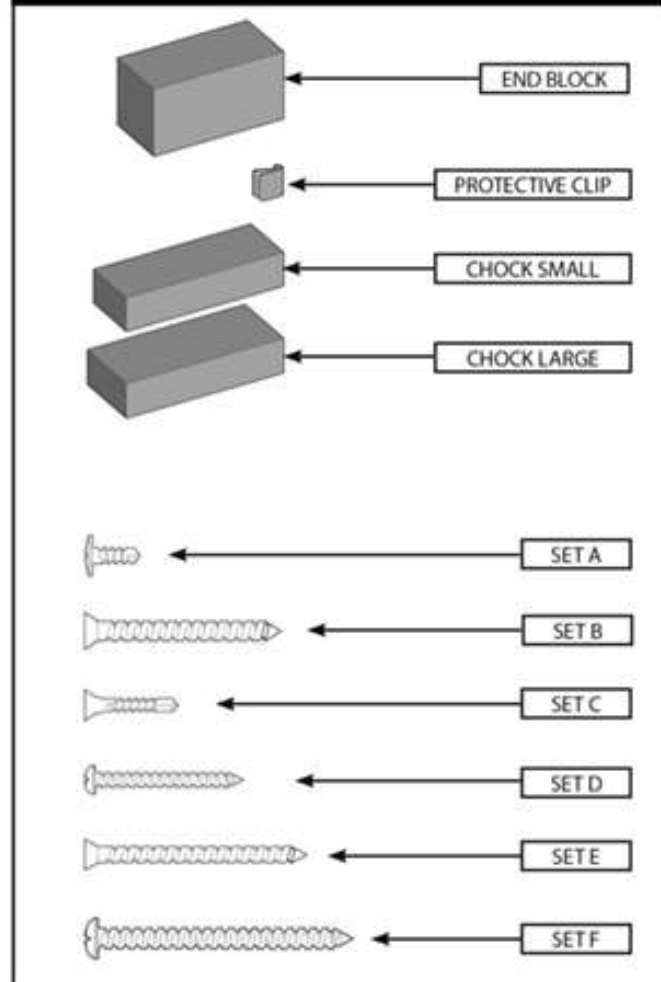 END BLOCK
PROTECTIVE CLIP
CHOCK SMALL
CHOCK LARGE
SET A
SET B
SET C
SET D
SET E
SET F